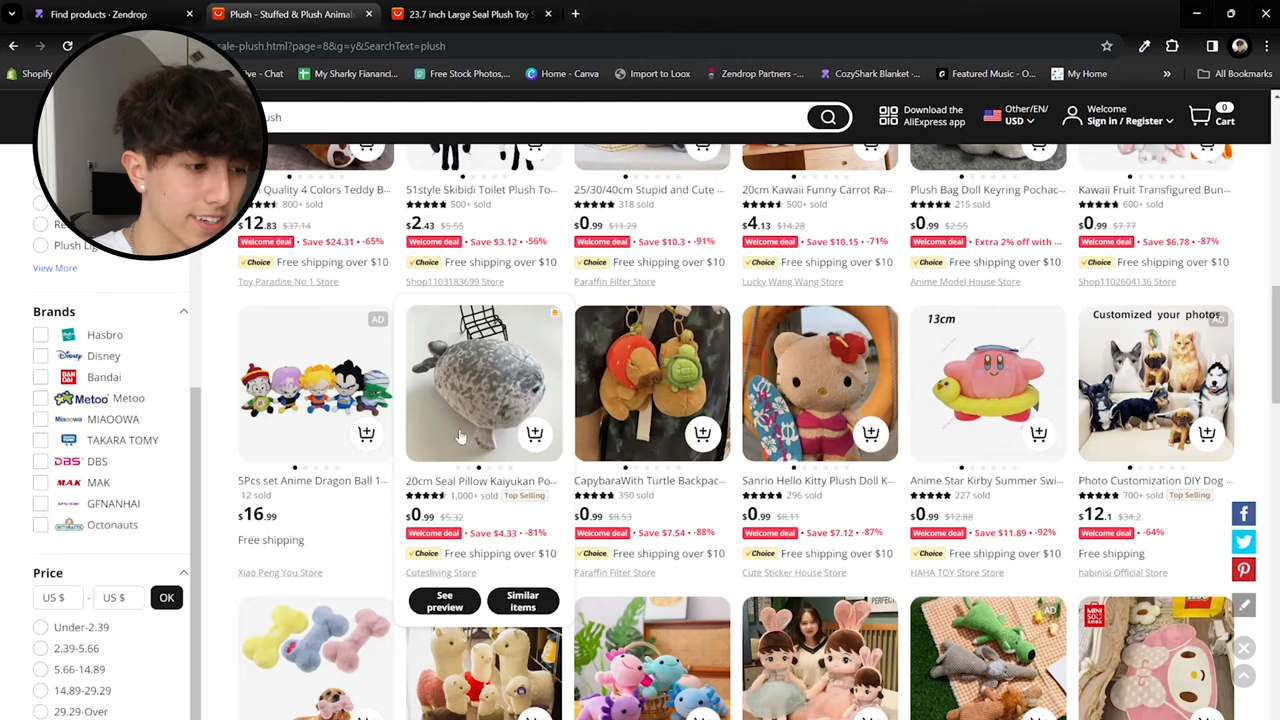 Find products · Zendrop
Plush - Stuffed & Plush Animals
23.7 inch Large Seal Plush Toy S
sale-plush.html?page=8&g=y&SearchText=plush
Shopify
e - Chat
My Sharky Fiananci...
Free Stock Photos,...
Home - Canva
Import to Loox
Zendrop Partners -...
CozyShark Blanket -...
Featured Music - O...
My Home
All Bookmarks
Download the
AliExpress app
Other/EN/
USD
Welcome
Sign in / Register
0
Cart
Quality 4 Colors Teddy B...
800+ sold
$12.83 $37.14
Welcome deal · Save $24.31 · -65%
Choice Free shipping over $10
Toy Paradise No 1 Store
51style Skibidi Toilet Plush To...
500+ sold
$2.43 $5.55
Welcome deal · Save $3.12 · -56%
Choice Free shipping over $10
Shop1103183699 Store
25/30/40cm Stupid and Cute ...
318 sold
$0.99 $11.29
Welcome deal · Save $10.3 · -91%
Choice Free shipping over $10
Paraffin Filter Store
20cm Kawaii Funny Carrot Ra...
500+ sold
$4.13 $14.28
Welcome deal · Save $10.15 · -71%
Choice Free shipping over $10
Lucky Wang Wang Store
Plush Bag Doll Keyring Pochac...
215 sold
$0.99 $2.55
Welcome deal · Extra 2% off with ...
Choice Free shipping over $10
Anime Model House Store
Kawaii Fruit Transfigured Bun...
600+ sold
$0.99 $7.77
Welcome deal · Save $6.78 · -87%
Choice Free shipping over $10
Shop1102604136 Store
Plush Li
View More
Brands
Hasbro
Disney
Bandai
Metoo Metoo
MIAOOWA
TAKARA TOMY
DBS DBS
MAK MAK
GFNANHAI
Octonauts
Price
US $ - US $ OK
Under-2.39
2.39-5.66
5.66-14.89
14.89-29.29
29.29-Over
AD
5Pcs set Anime Dragon Ball 1...
12 sold
$16.99
Free shipping
Xiao Peng You Store
20cm Seal Pillow Kaiyukan Po...
1,000+ sold Top Selling
$0.99 $5.32
Welcome deal · Save $4.33 · -81%
Choice Free shipping over $10
Cutesliving Store
See
preview
Similar
items
CapybaraWith Turtle Backpac...
350 sold
$0.99 $8.53
Welcome deal · Save $7.54 · -88%
Choice Free shipping over $10
Paraffin Filter Store
Sanrio Hello Kitty Plush Doll K...
296 sold
$0.99 $8.11
Welcome deal · Save $7.12 · -87%
Choice Free shipping over $10
Cute Sticker House Store
13cm
Anime Star Kirby Summer Swi...
227 sold
$0.99 $12.88
Welcome deal · Save $11.89 · -92%
Choice Free shipping over $10
HAHA TOY Store Store
Customized your photos
AD
Photo Customization DIY Dog ...
700+ sold Top Selling
$12.1 $34.2
Welcome deal · -64%
Free shipping
habinisi Official Store
AD
MINI
SO